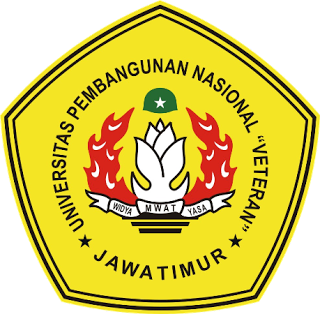 UNIVERSITAS PEMBANGUNAN NASIONAL "VETERAN"
WIDYA MWAT YASA
★ JAWA TIMUR ★